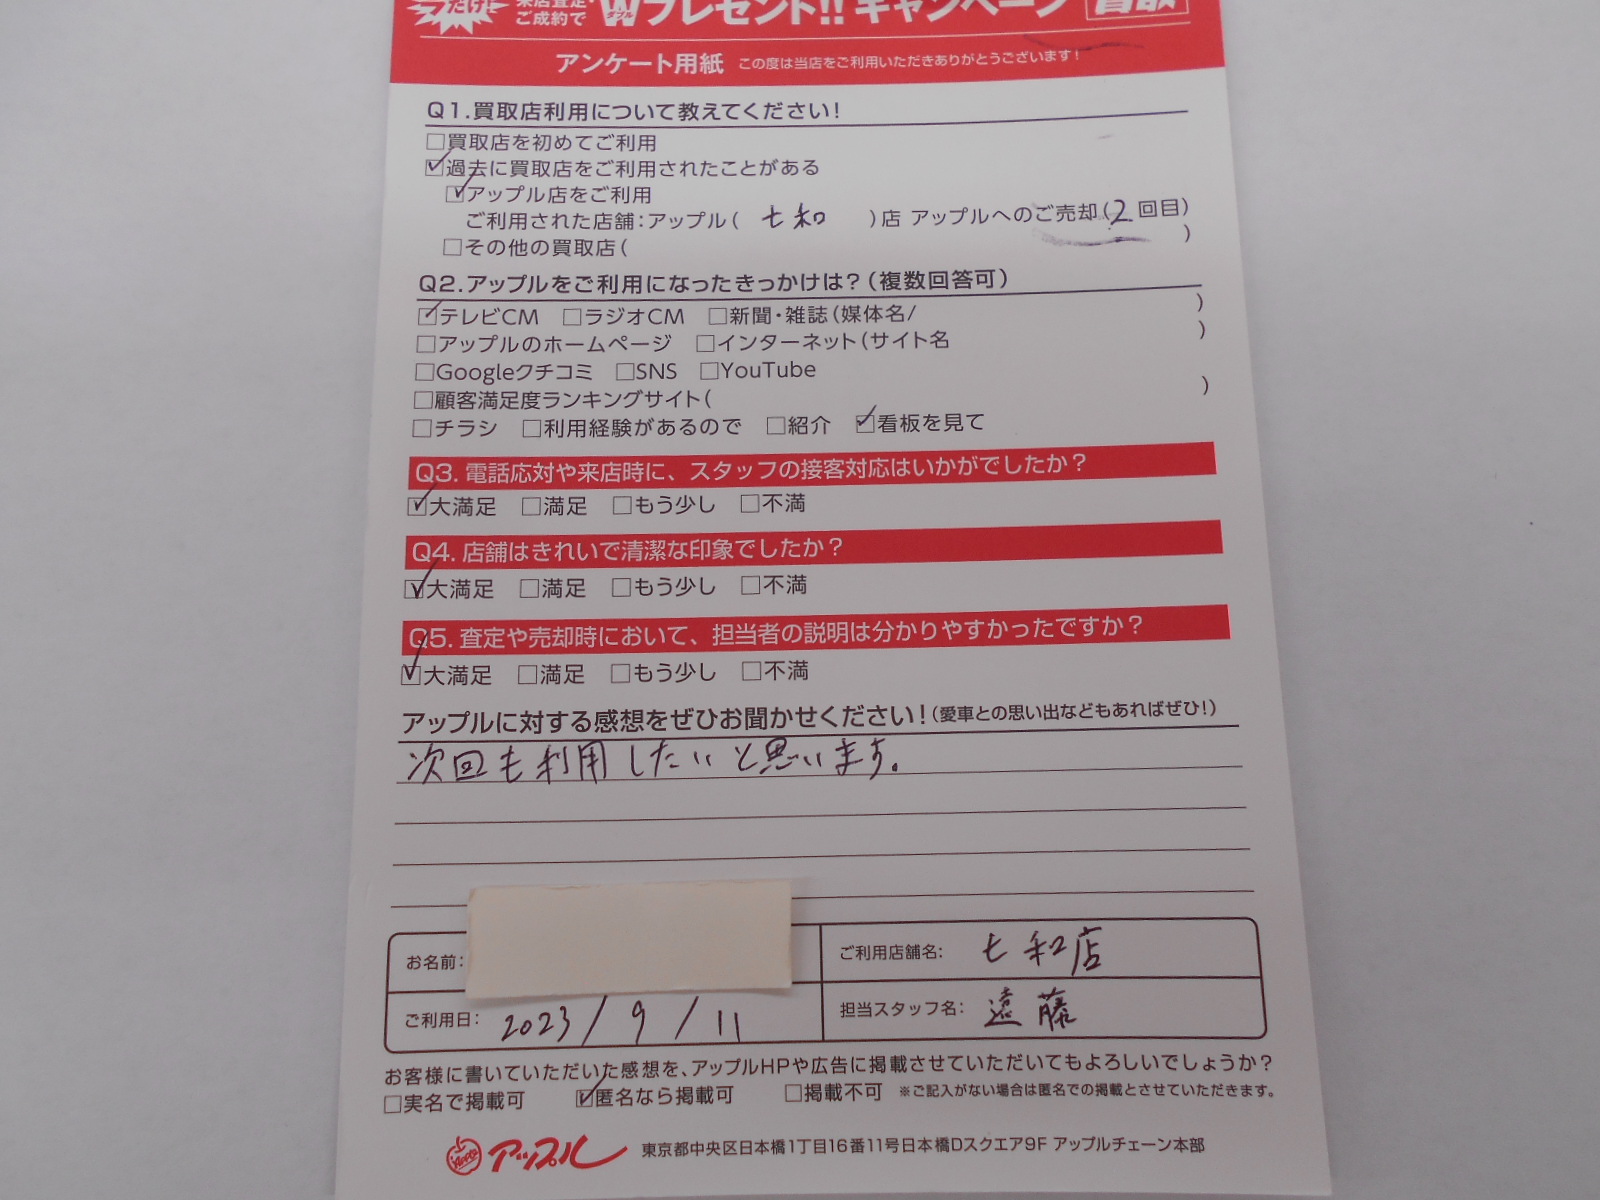 だけ! 来店査定・ご成約で Wプレゼント!! キャンペーン 買取
アンケート用紙 この度は当店をご利用いただきありがとうございます!
Q1.買取店利用について教えてください!
□買取店を初めてご利用
☑過去に買取店をご利用されたことがある
☑アップル店をご利用
ご利用された店舗:アップル( 七和 )店 アップルへのご売却(2回目)
□その他の買取店( )
Q2.アップルをご利用になったきっかけは?(複数回答可)
☑テレビCM □ラジオCM □新聞・雑誌(媒体名/ )
□アップルのホームページ □インターネット(サイト名 )
□Googleクチコミ □SNS □YouTube
□顧客満足度ランキングサイト( )
□チラシ □利用経験があるので □紹介 ☑看板を見て
Q3. 電話応対や来店時に、スタッフの接客対応はいかがでしたか?
☑大満足 □満足 □もう少し □不満
Q4. 店舗はきれいで清潔な印象でしたか?
☑大満足 □満足 □もう少し □不満
Q5. 査定や売却時において、担当者の説明は分かりやすかったですか?
☑大満足 □満足 □もう少し □不満
アップルに対する感想をぜひお聞かせください!(愛車との思い出などもあればぜひ!)
次回も利用したいと思います。
お名前: ご利用店舗名: 七和店
ご利用日: 2023/9/11 担当スタッフ名: 遠藤
お客様に書いていただいた感想を、アップルHPや広告に掲載させていただいてもよろしいでしょうか?
□実名で掲載可 ☑匿名なら掲載可 □掲載不可 ※ご記入がない場合は匿名での掲載とさせていただきます。
アップル 東京都中央区日本橋1丁目16番11号日本橋Dスクエア9F アップルチェーン本部